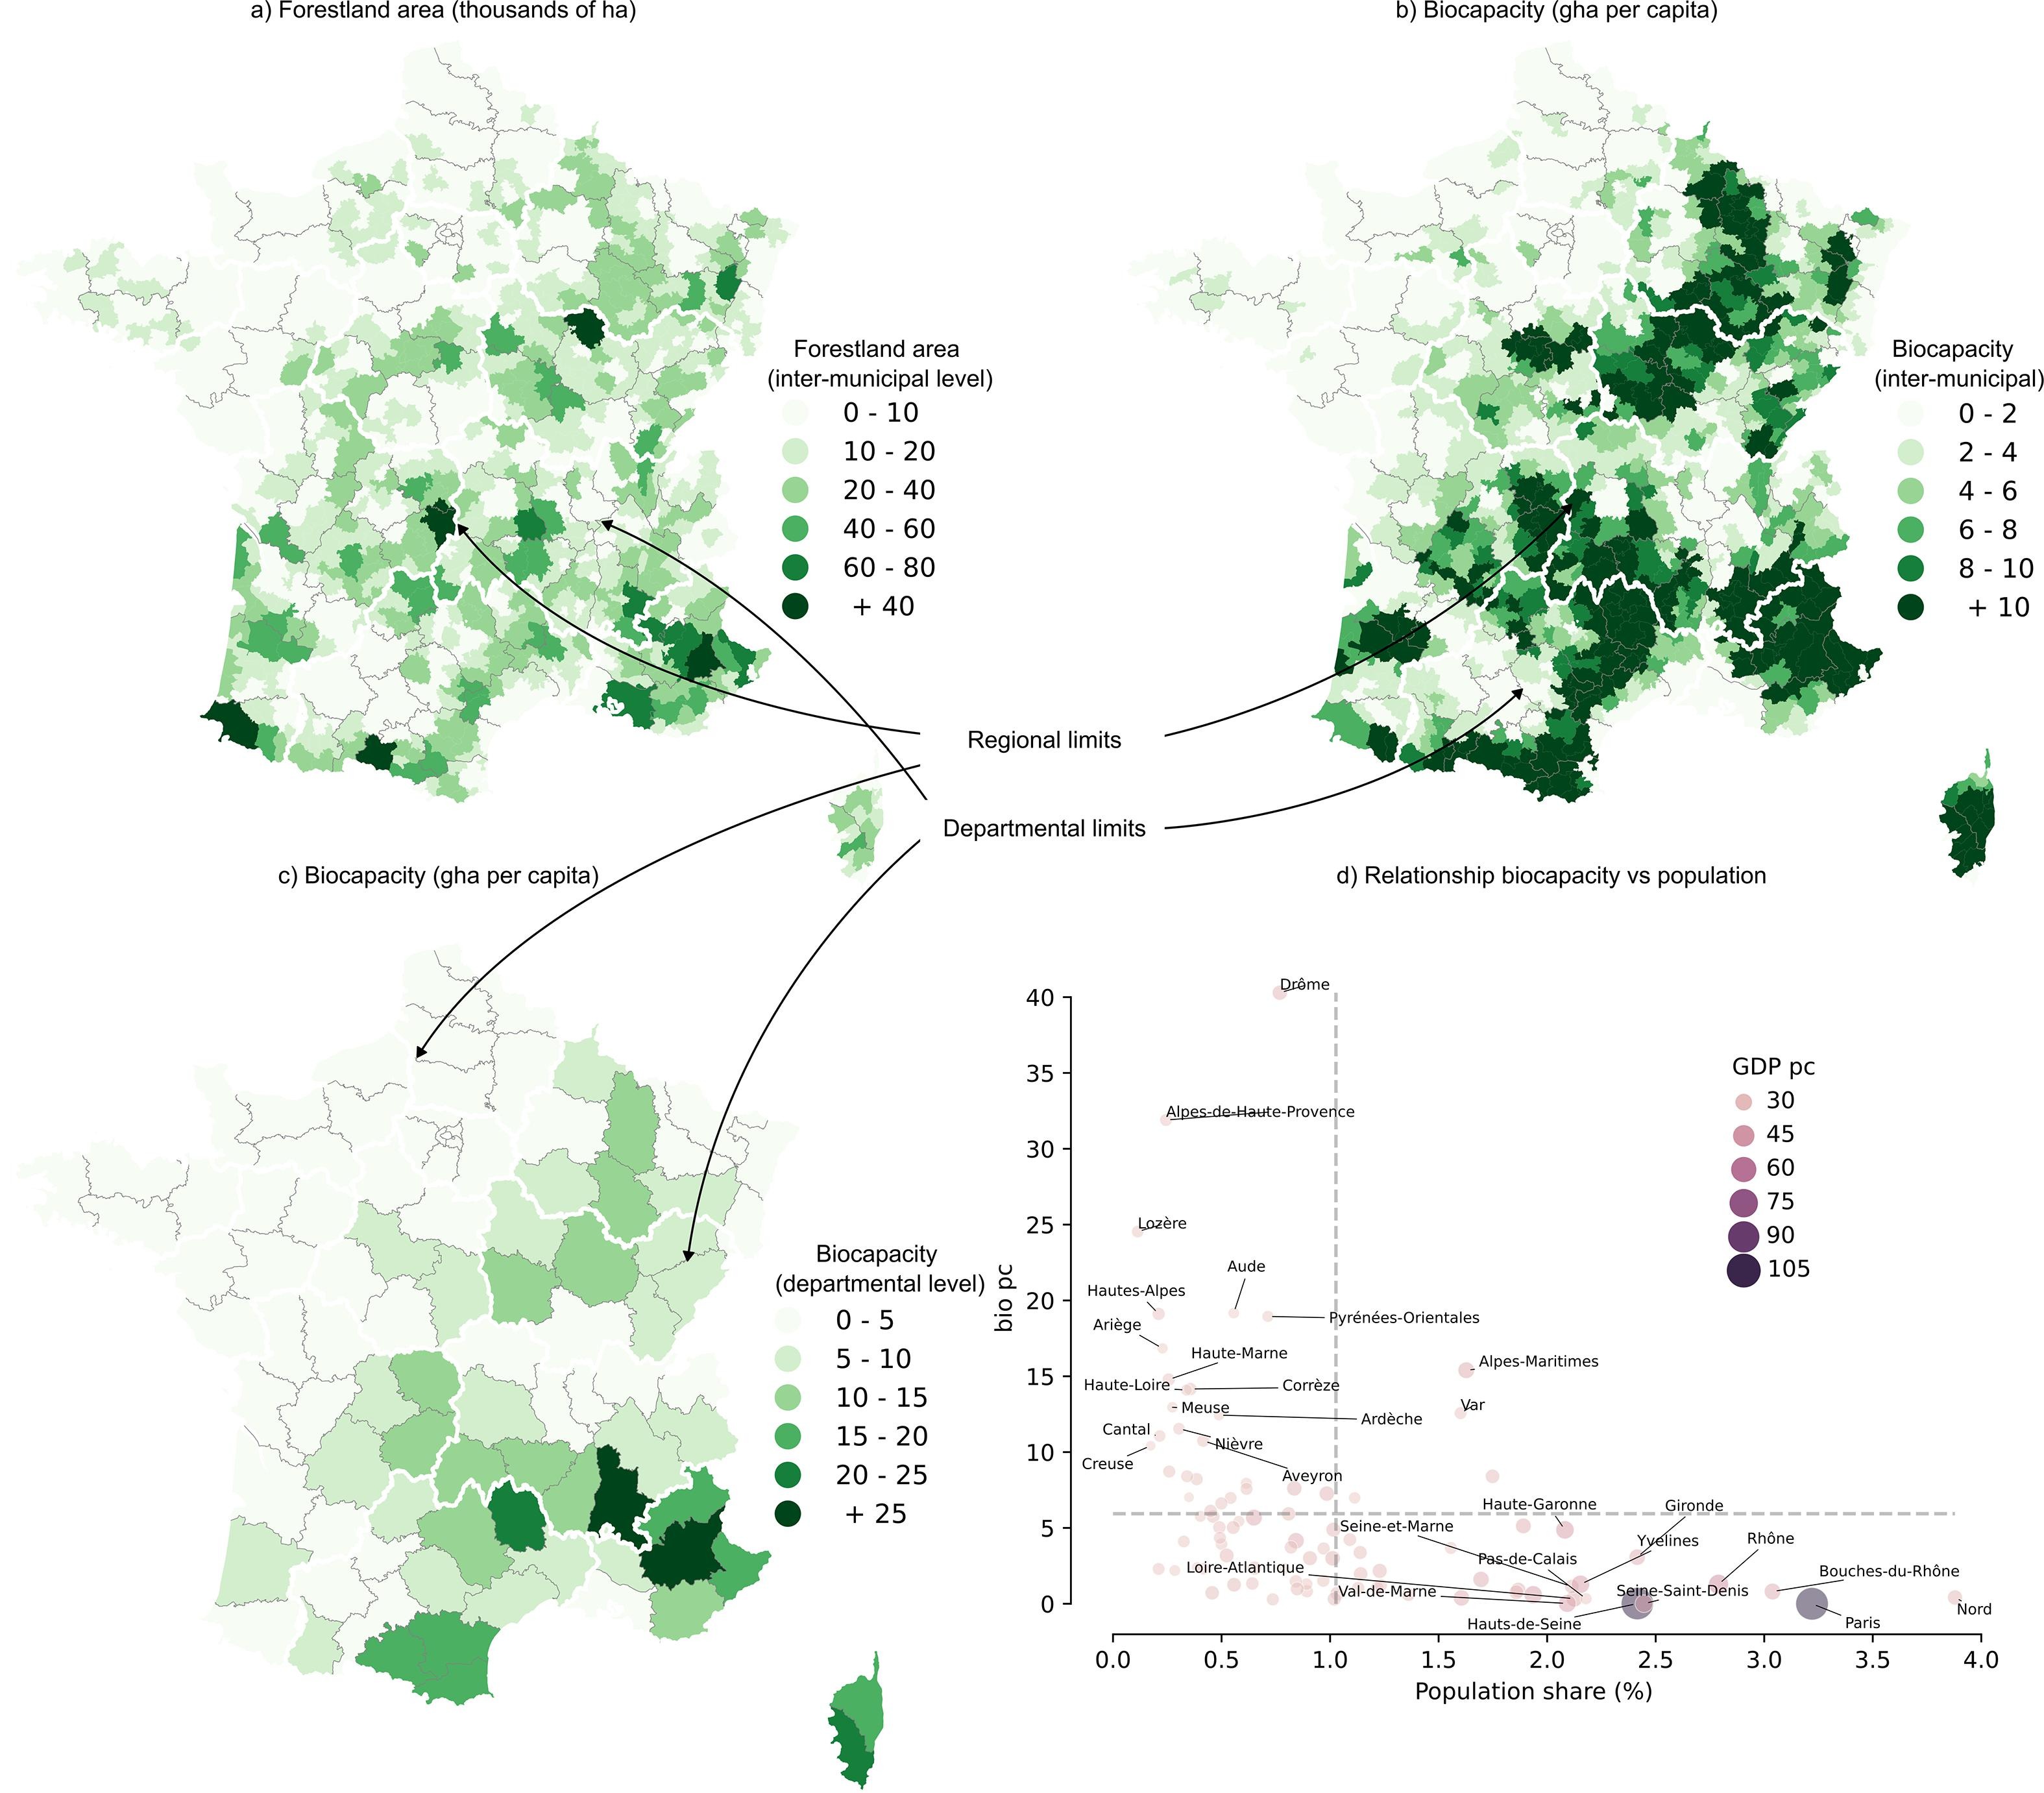 a) Forestland area (thousands of ha)
b) Biocapacity (gha per capita)
Forestland area
(inter-municipal level)
0 - 10
10 - 20
20 - 40
40 - 60
60 - 80
+ 40
Biocapacity
(inter-municipal)
0 - 2
2 - 4
4 - 6
6 - 8
8 - 10
+ 10
Regional limits
Departmental limits
c) Biocapacity (gha per capita)
Biocapacity
(departmental level)
0 - 5
5 - 10
10 - 15
15 - 20
20 - 25
+ 25
d) Relationship biocapacity vs population
bio pc
40
35
30
25
20
15
10
5
0
Drôme
Alpes-de-Haute-Provence
Lozère
Aude
Hautes-Alpes
Pyrénées-Orientales
Ariège
Haute-Marne
Alpes-Maritimes
Haute-Loire
Corrèze
Meuse
Var
Ardèche
Cantal
Nièvre
Creuse
Aveyron
Haute-Garonne
Gironde
Seine-et-Marne
Yvelines
Rhône
Pas-de-Calais
Loire-Atlantique
Bouches-du-Rhône
Val-de-Marne
Seine-Saint-Denis
Nord
Hauts-de-Seine
Paris
GDP pc
30
45
60
75
90
105
0.0
0.5
1.0
1.5
2.0
2.5
3.0
3.5
4.0
Population share (%)